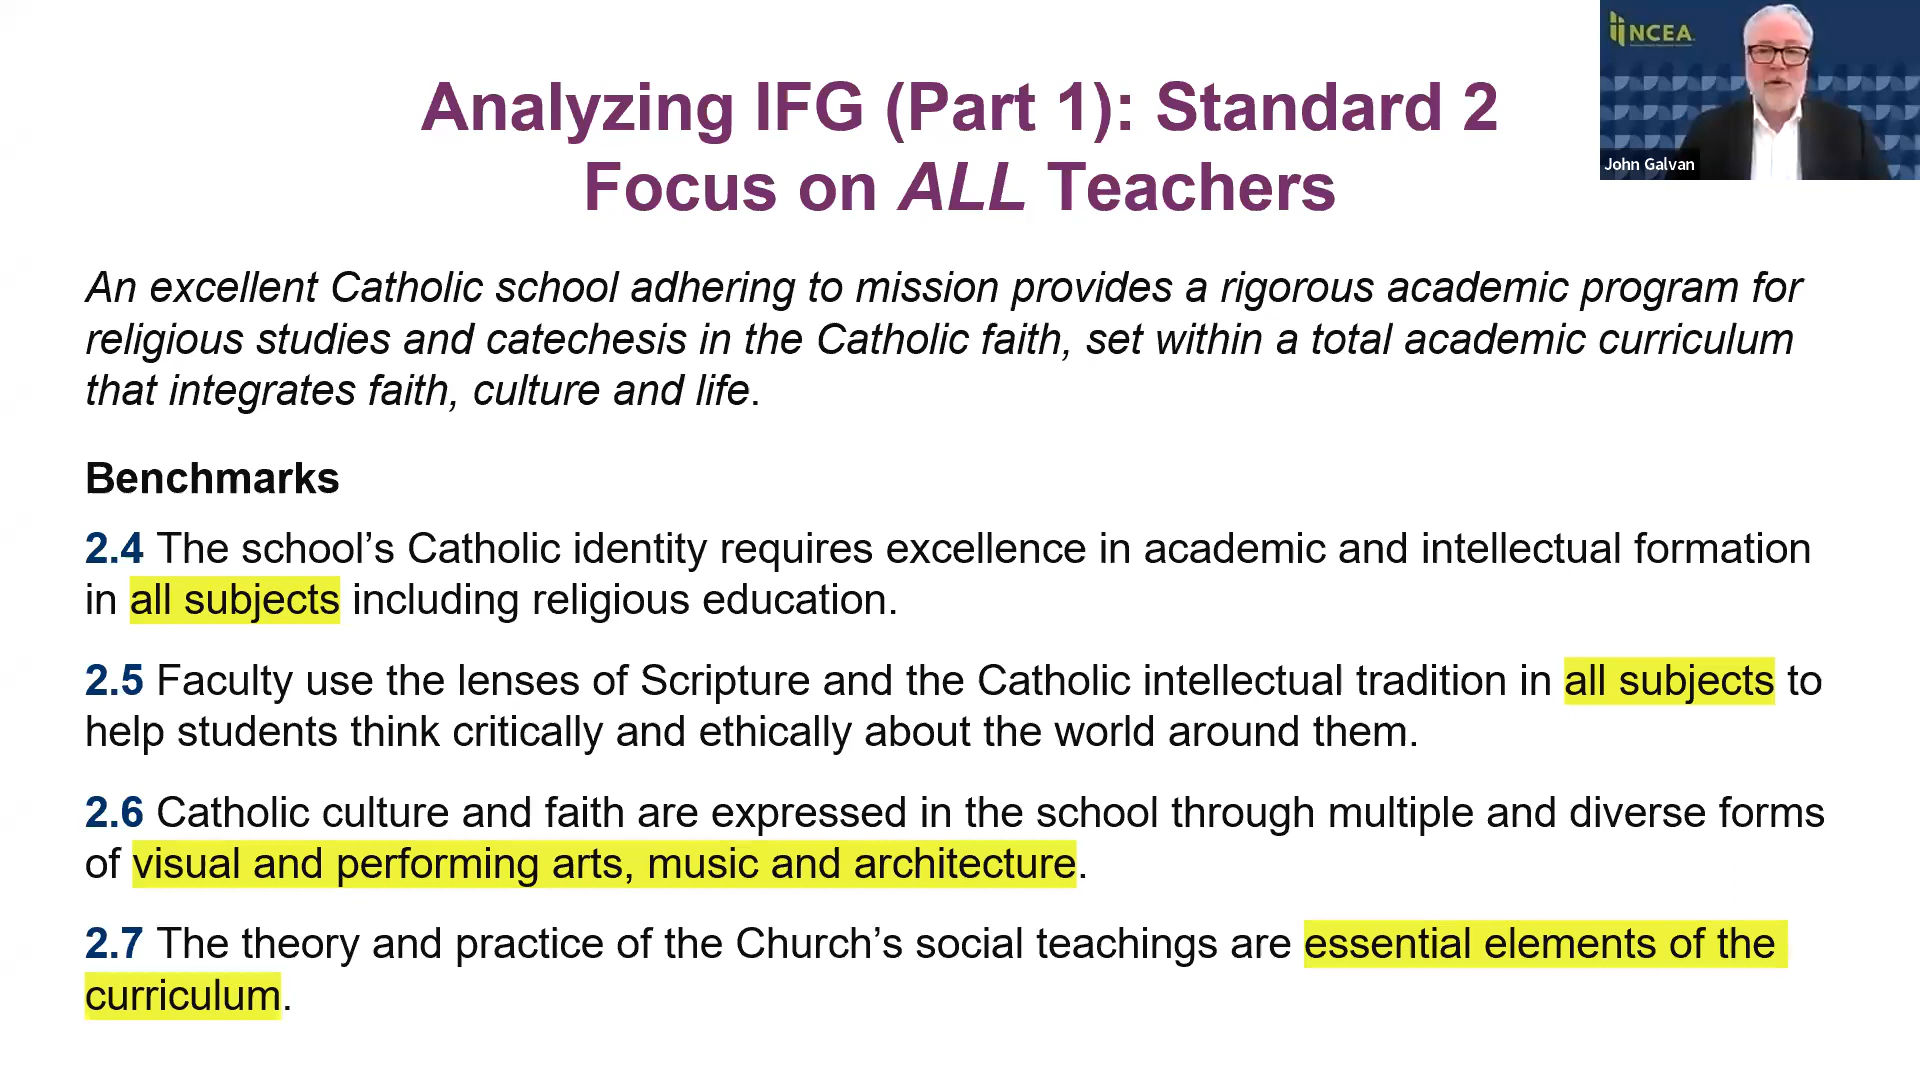 NCEA
John Galvan
Analyzing IFG (Part 1): Standard 2
Focus on ALL Teachers
An excellent Catholic school adhering to mission provides a rigorous academic program for
religious studies and catechesis in the Catholic faith, set within a total academic curriculum
that integrates faith, culture and life.
Benchmarks
2.4 The school’s Catholic identity requires excellence in academic and intellectual formation
in all subjects including religious education.
2.5 Faculty use the lenses of Scripture and the Catholic intellectual tradition in all subjects to
help students think critically and ethically about the world around them.
2.6 Catholic culture and faith are expressed in the school through multiple and diverse forms
of visual and performing arts, music and architecture.
2.7 The theory and practice of the Church’s social teachings are essential elements of the
curriculum.